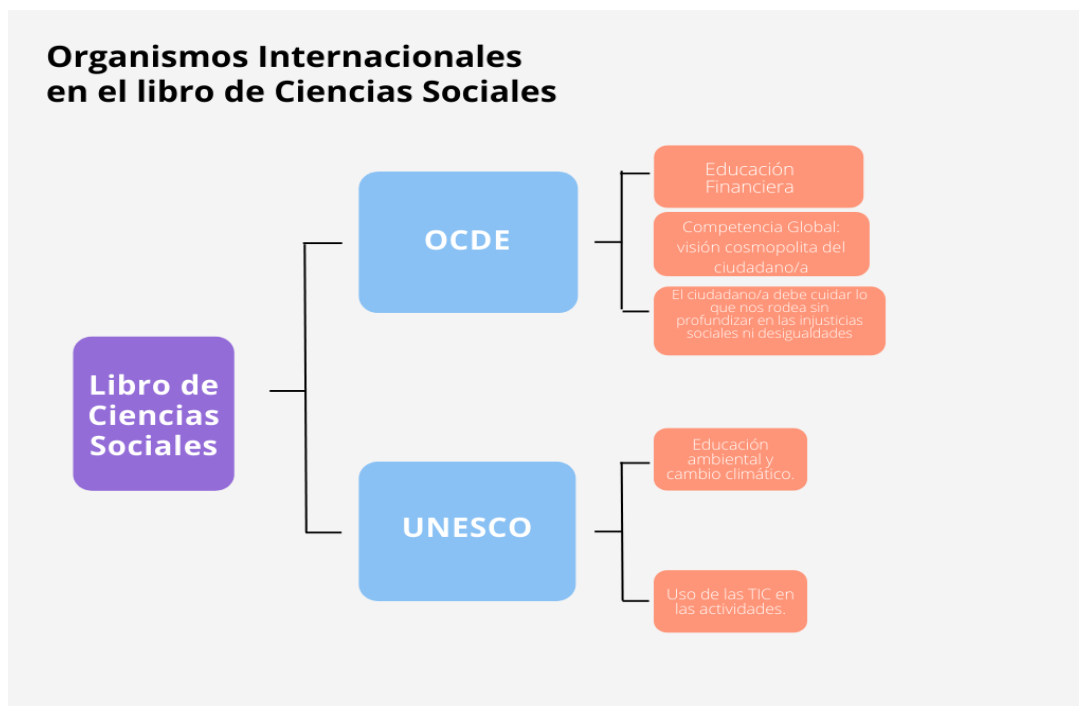 Organismos Internacionales
en el libro de Ciencias Sociales
Libro de
Ciencias
Sociales
OCDE
Educación
Financiera
Competencia Global:
visión cosmopolita del
ciudadano/a
El ciudadano/a debe cuidar lo
que nos rodea sin
profundizar en las injusticias
sociales ni desigualdades
UNESCO
Educación
ambiental y
cambio climático.
Uso de las TIC en
las actividades.